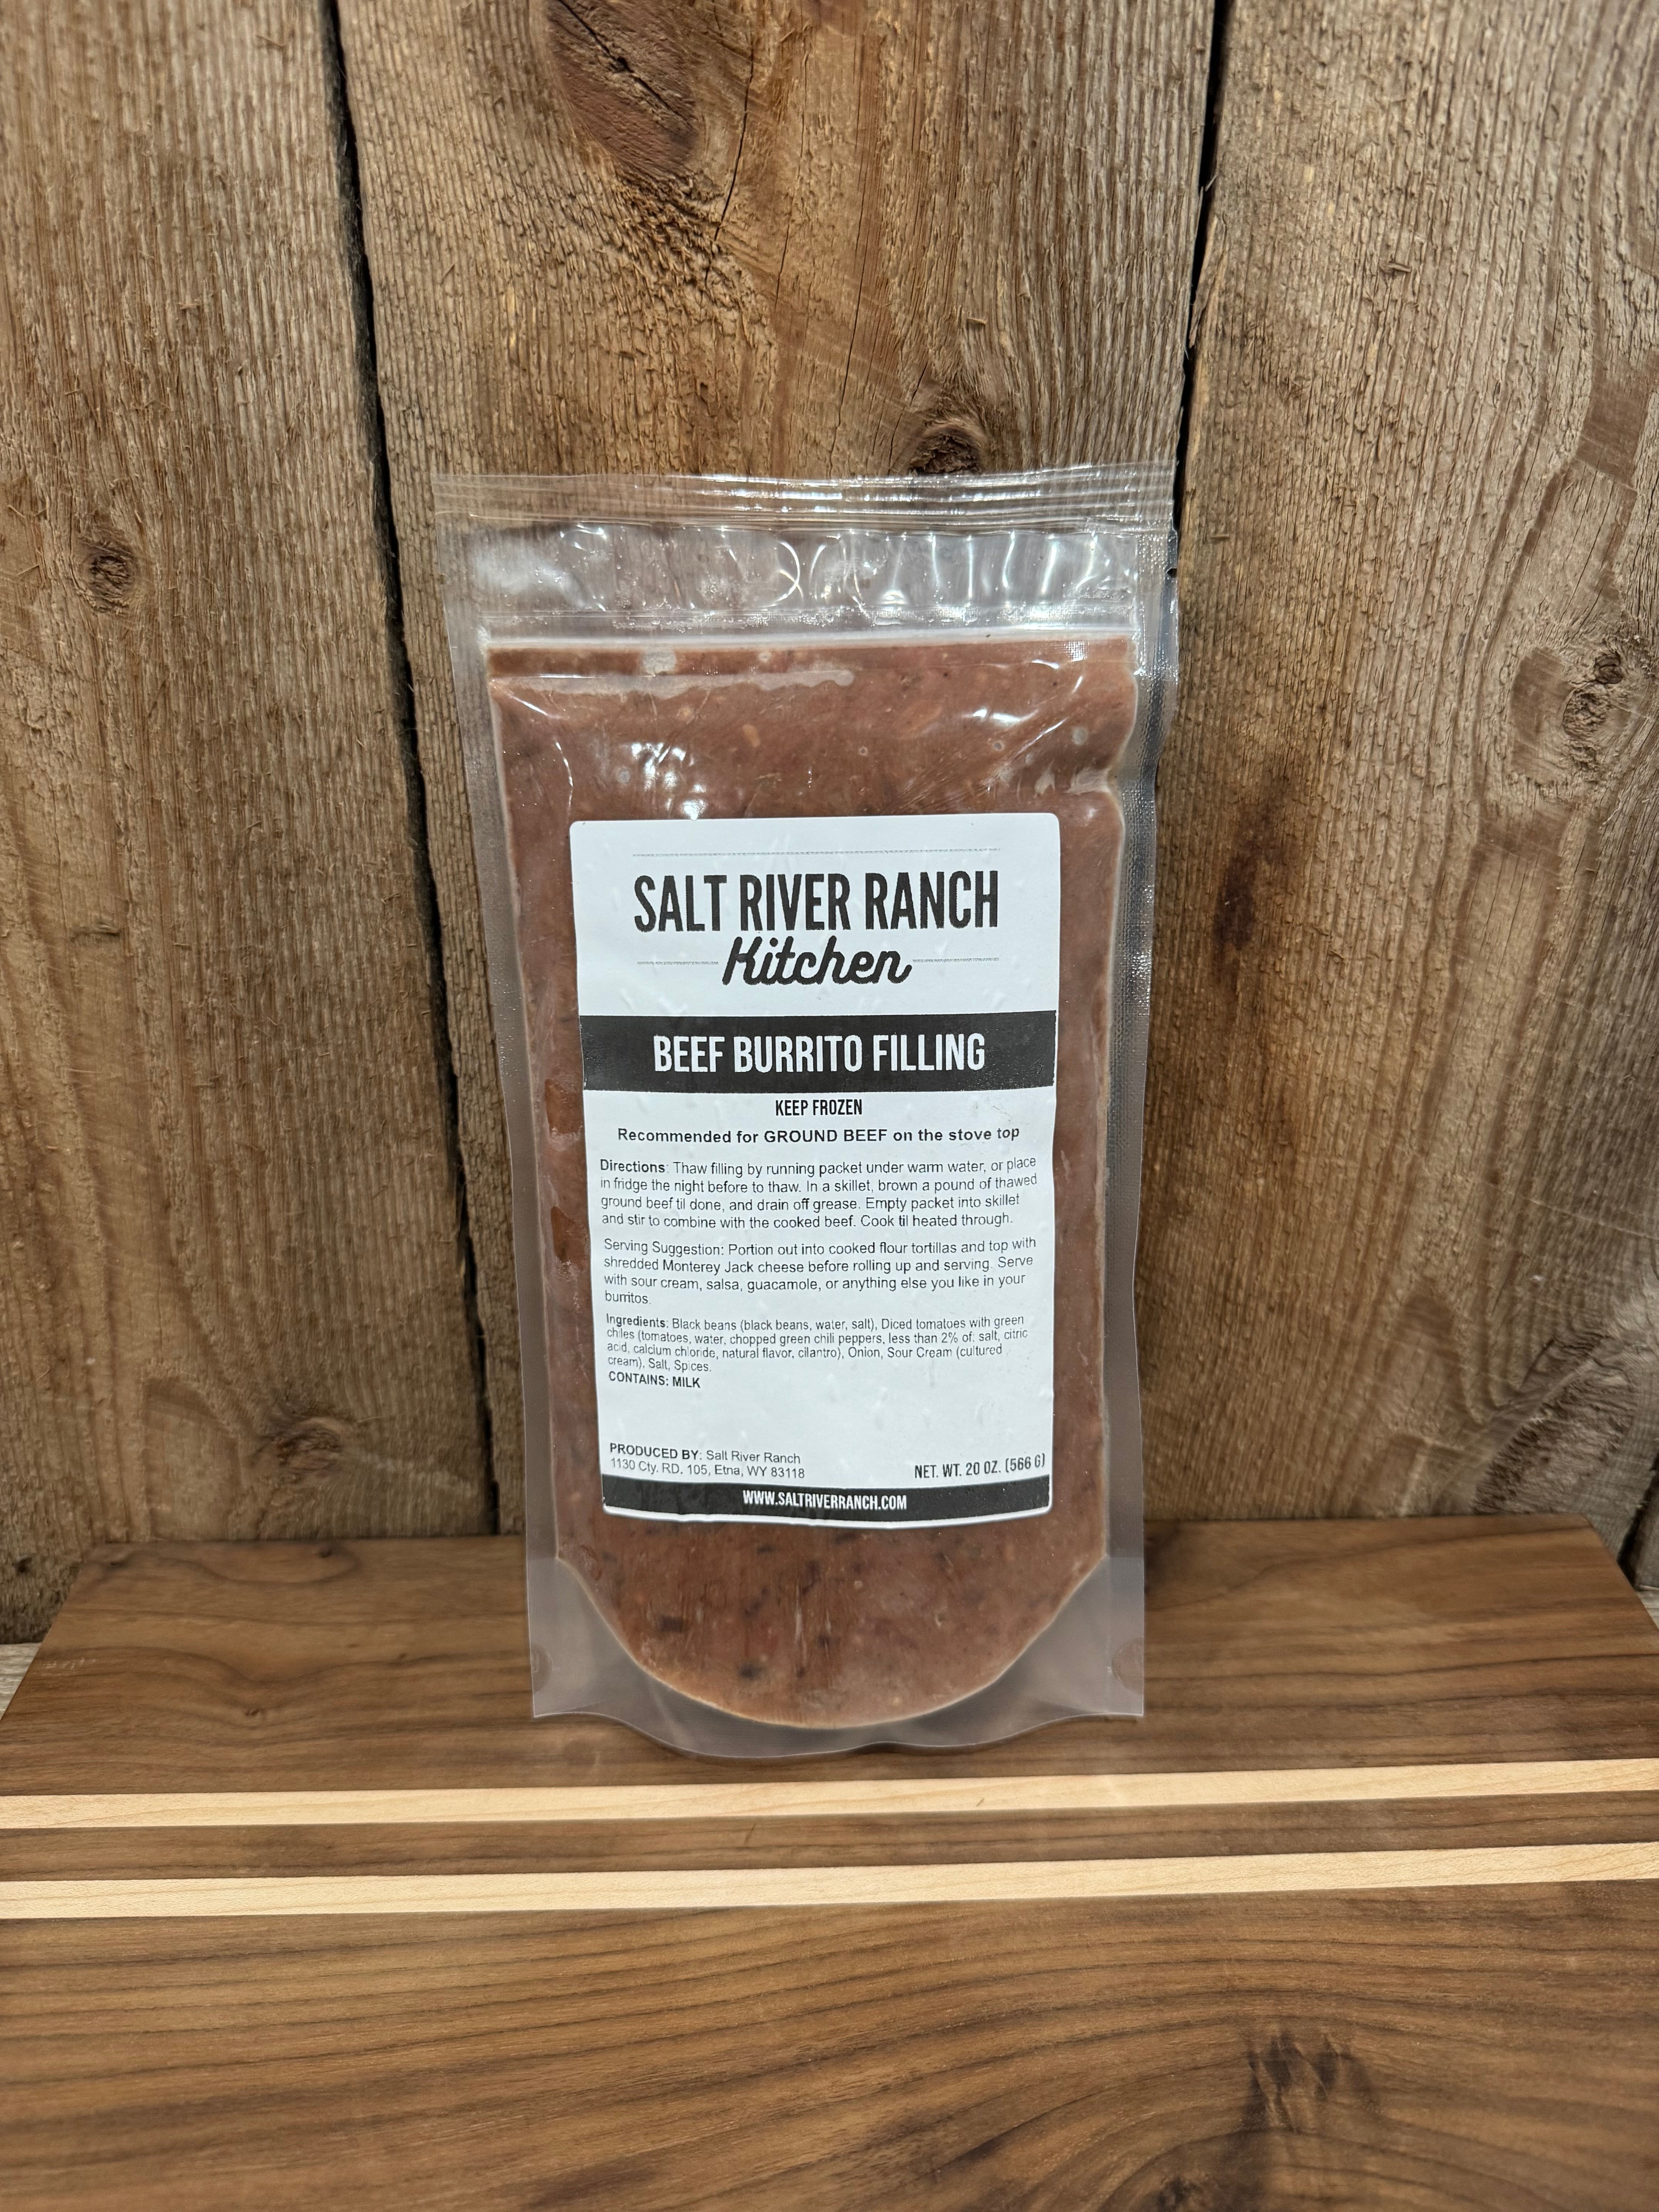 SALT RIVER RANCH
Kitchen
BEEF BURRITO FILLING
KEEP FROZEN
Recommended for GROUND BEEF on the stove top
Directions: Thaw filling by running packet under warm water, or place
in fridge the night before to thaw. In a skillet, brown a pound of thawed
ground beef til done, and drain off grease. Empty packet into skillet
and stir to combine with the cooked beef. Cook til heated through.
Serving Suggestion: Portion out into cooked flour tortillas and top with
shredded Monterey Jack cheese before rolling up and serving. Serve
with sour cream, salsa, guacamole, or anything else you like in your
burritos.
Ingredients: Black beans (black beans, water, salt), Diced tomatoes with green
chiles (tomatoes, water, chopped green chili peppers, less than 2% of: salt, citric
acid, calcium chloride, natural flavor, cilantro), Onion, Sour Cream (cultured
cream), Salt, Spices.
CONTAINS: MILK
PRODUCED BY: Salt River Ranch
1130 Cty. RD. 105, Etna, WY 83118
NET. WT. 20 OZ. (566 G)
WWW.SALTRIVERRANCH.COM